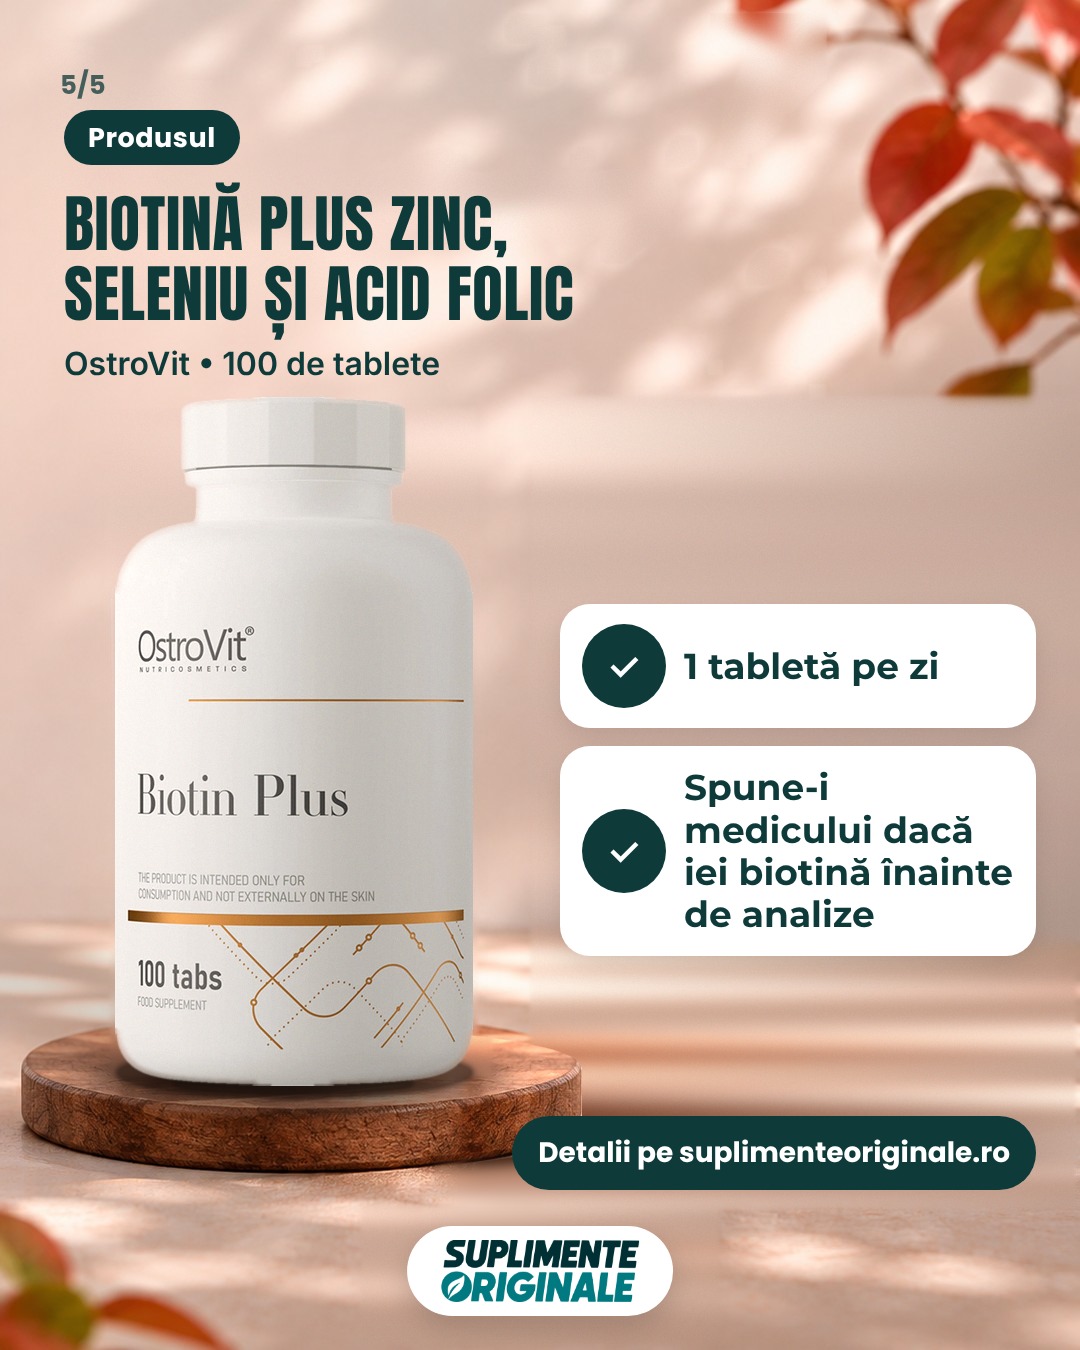 5/5
Produsul
BIOTINĂ PLUS ZINC,
SELENIU ȘI ACID FOLIC
OstroVit • 100 de tablete
OstroVit®
NUTRICOSMETICS
Biotin Plus
THE PRODUCT IS INTENDED ONLY FOR
CONSUMPTION AND NOT EXTERNALLY ON THE SKIN
100 tabs
FOOD SUPPLEMENT
1 tabletă pe zi
Spune-i
medicului dacă
iei biotină înainte
de analize
Detalii pe suplimenteoriginale.ro
SUPLIMENTE
ORIGINALE